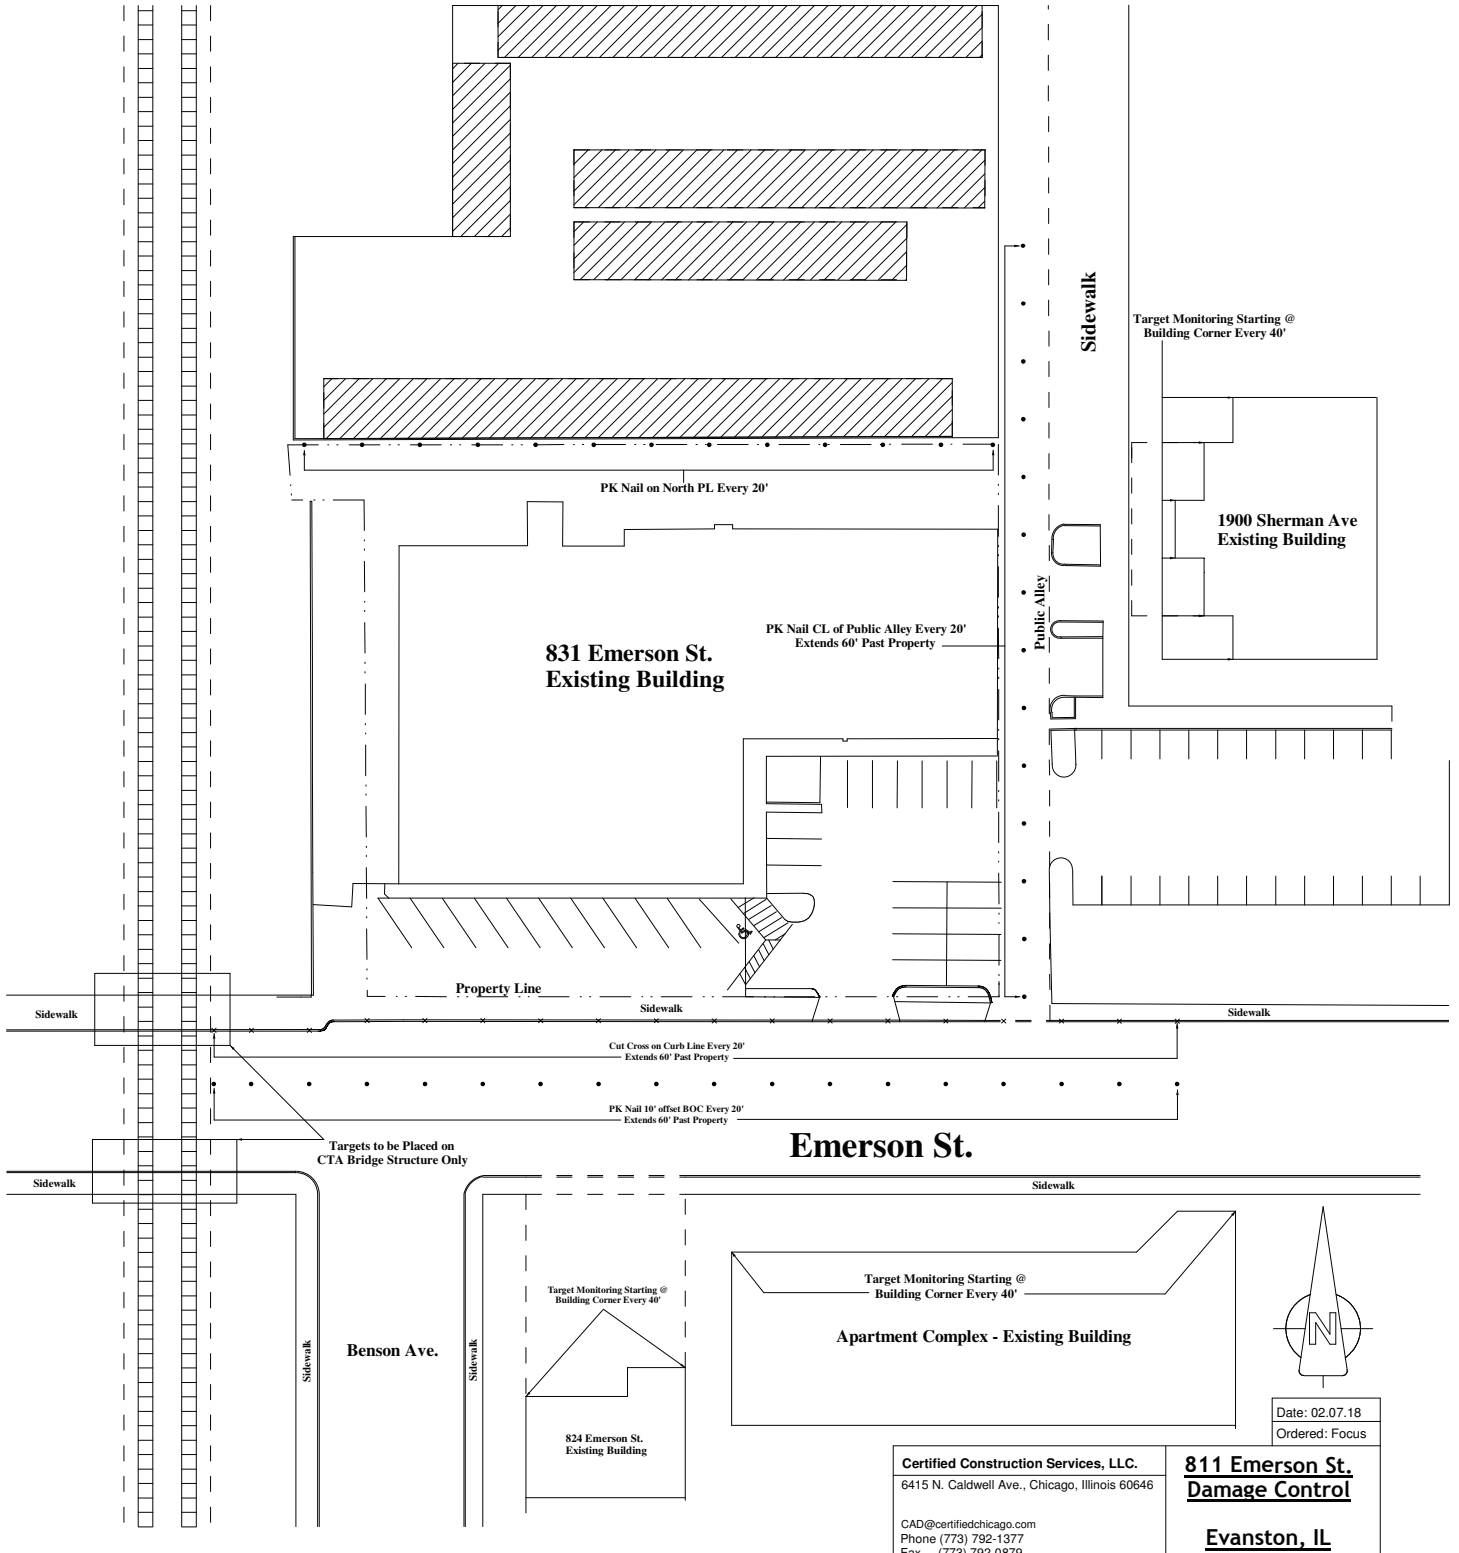 Sidewalk
Target Monitoring Starting @
Building Corner Every 40'
PK Nail on North PL Every 20'
1900 Sherman Ave
Existing Building
Public Alley
PK Nail CL of Public Alley Every 20'
Extends 60' Past Property
831 Emerson St.
Existing Building
Property Line
Sidewalk
Sidewalk
Sidewalk
Cut Cross on Curb Line Every 20'
Extends 60' Past Property
PK Nail 10' offset BOC Every 20'
Extends 60' Past Property
Emerson St.
Targets to be Placed on
CTA Bridge Structure Only
Sidewalk
Sidewalk
Target Monitoring Starting @
Building Corner Every 40'
Target Monitoring Starting @
Building Corner Every 40'
Apartment Complex - Existing Building
N
Sidewalk
Benson Ave.
Sidewalk
824 Emerson St.
Existing Building
Date: 02.07.18
Ordered: Focus
Certified Construction Services, LLC.
6415 N. Caldwell Ave., Chicago, Illinois 60646
CAD@certifiedchicago.com
Phone (773) 792-1377
Fax (773) 792-0879
811 Emerson St.
Damage Control
Evanston, IL